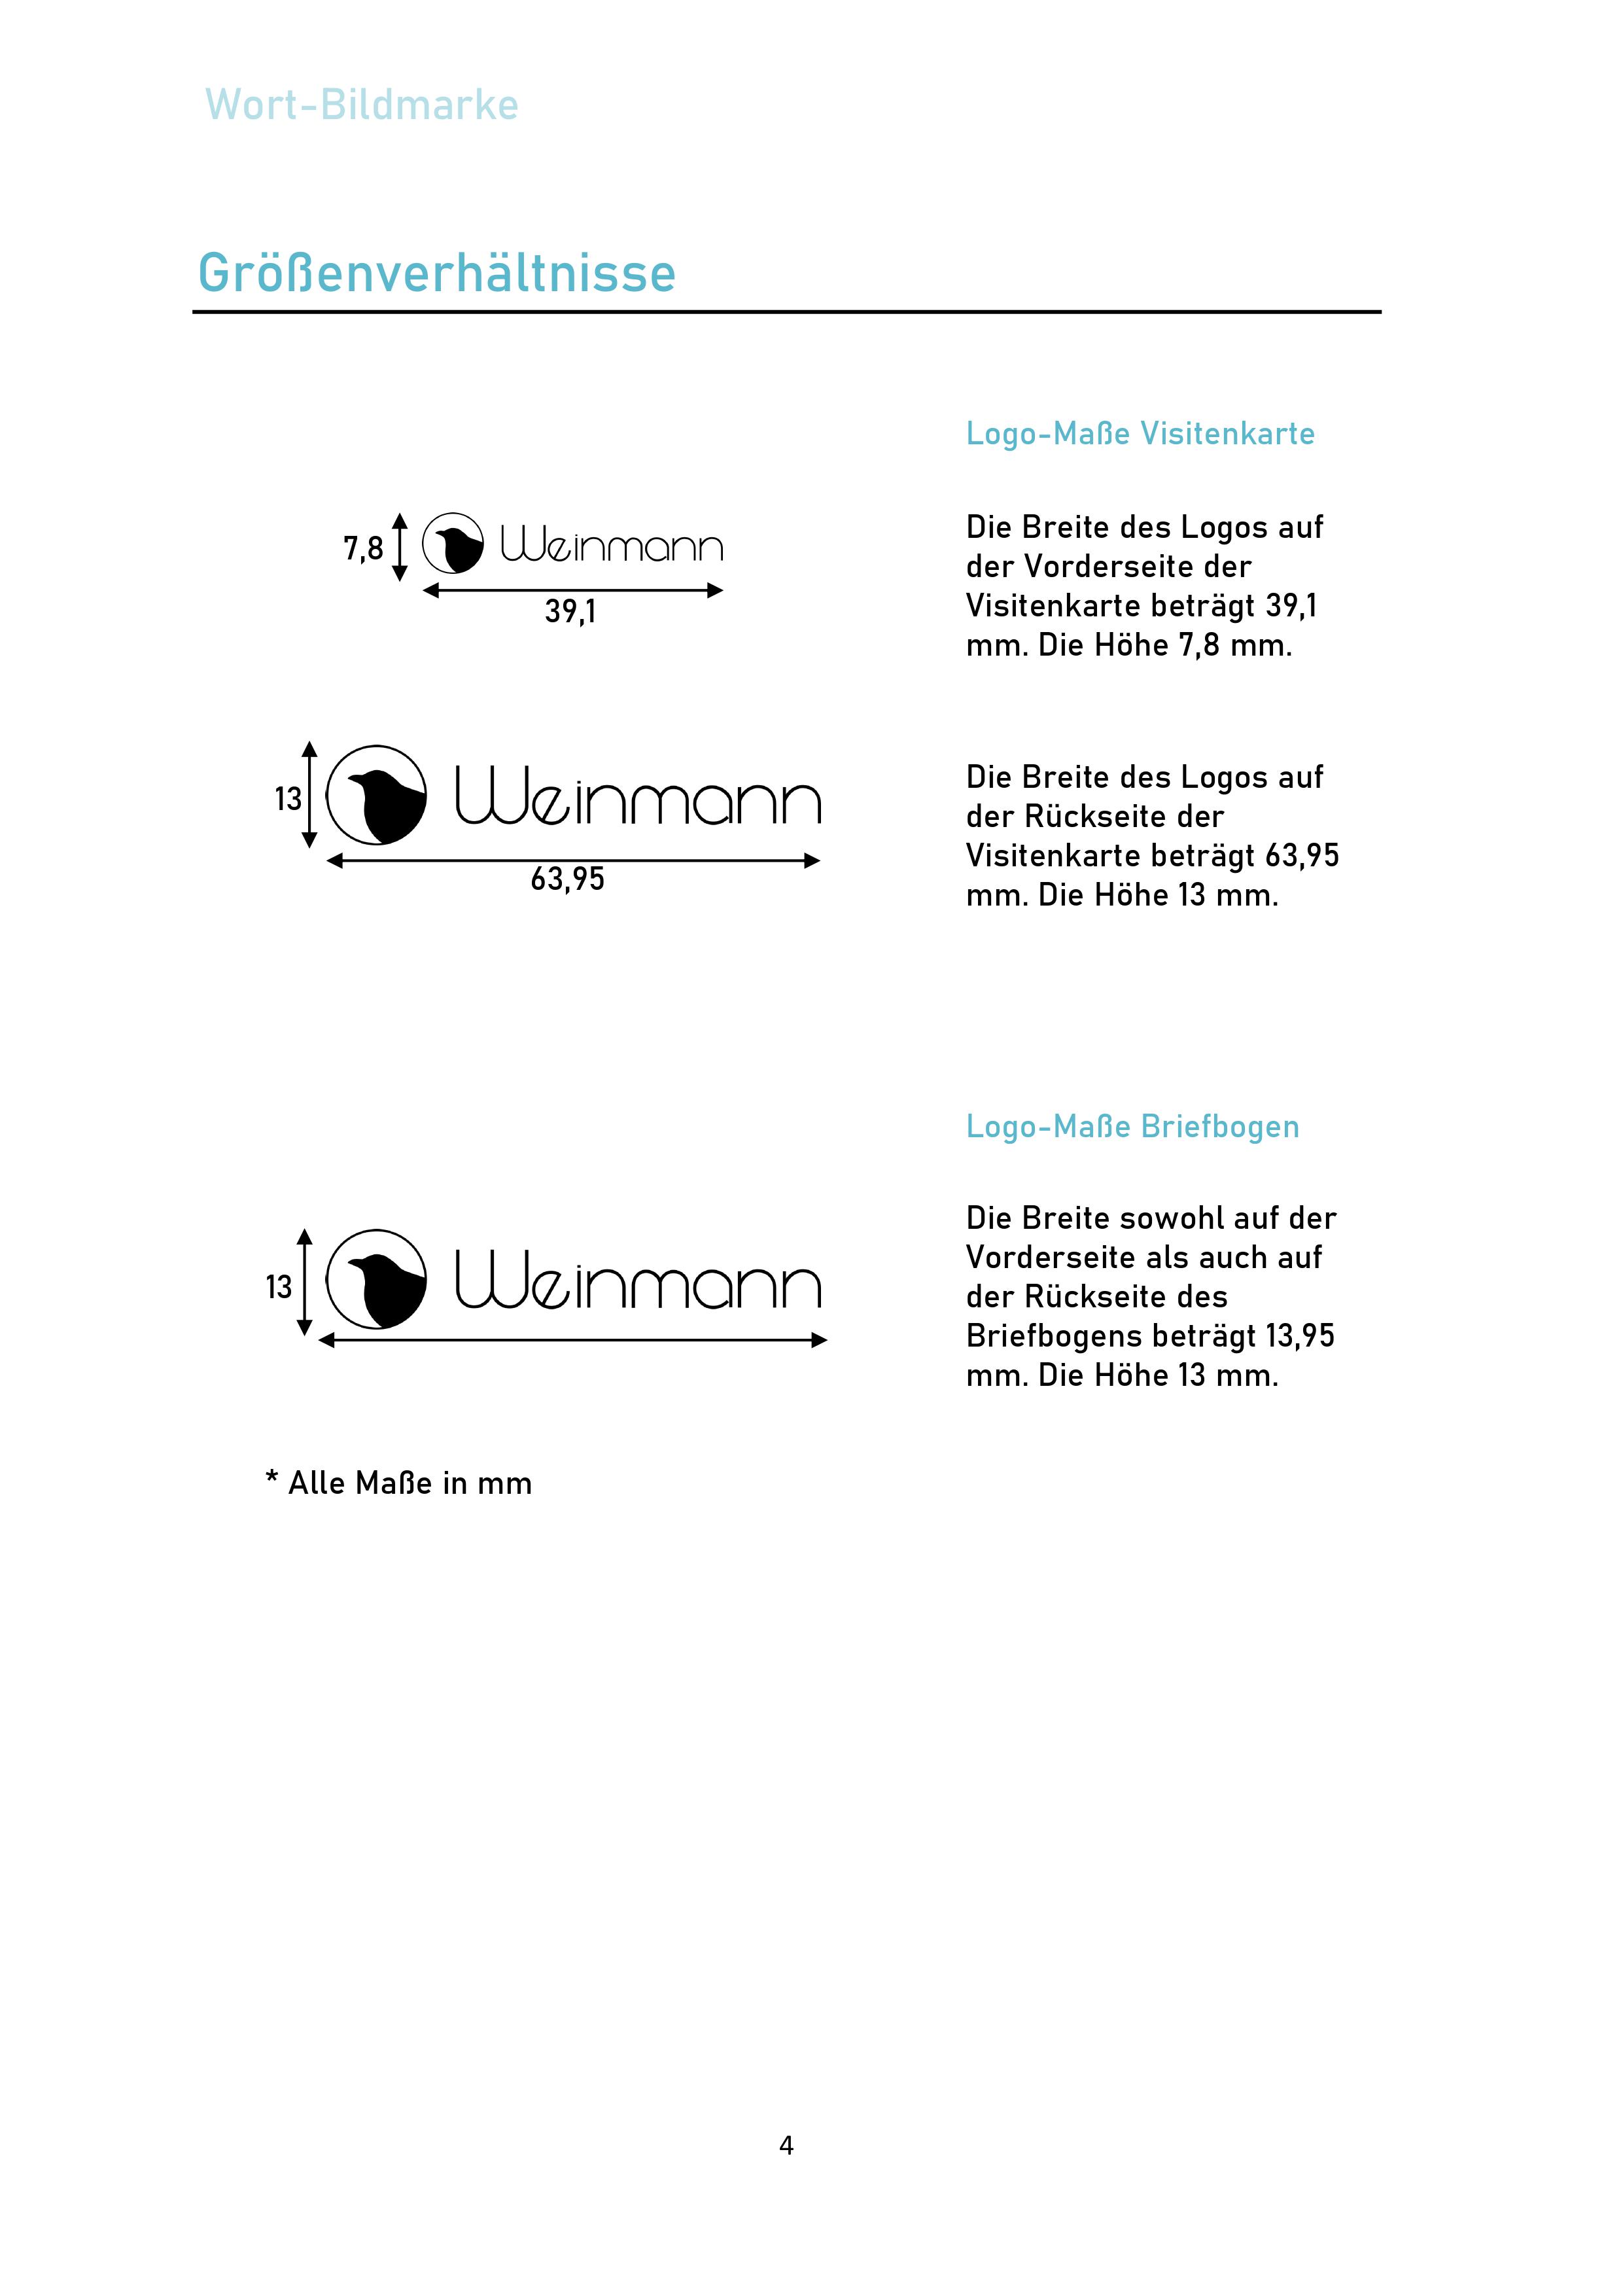 Wort-Bildmarke
Größenverhältnisse
Logo-Maße Visitenkarte
7,8
Weinmann
39,1
Die Breite des Logos auf
der Vorderseite der
Visitenkarte beträgt 39,1
mm. Die Höhe 7,8 mm.
13
Weinmann
63,95
Die Breite des Logos auf
der Rückseite der
Visitenkarte beträgt 63,95
mm. Die Höhe 13 mm.
Logo-Maße Briefbogen
13
Weinmann
Die Breite sowohl auf der
Vorderseite als auch auf
der Rückseite des
Briefbogens beträgt 13,95
mm. Die Höhe 13 mm.
* Alle Maße in mm
4